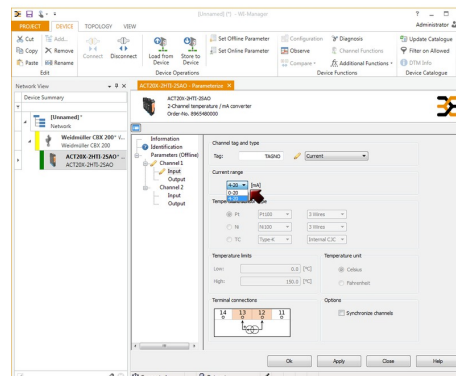 [Unnamed] [*] - WI-Manager
PROJECT DEVICE TOPOLOGY VIEW
Administrator
Cut Add...
Copy Remove
Paste Rename
Edit
Connect Disconnect
Load from Device Store to Device
Set Offline Parameter
Set Online Parameter
Device Operations
Configuration Diagnosis
Observe Channel Functions
Compare Additional Functions
Device Functions
Update Catalogue
Filter on Allowed
DTM Info
Device Catalogue
Network View
Device Summary
[Unnamed]*
Network
Weidmüller CBX 200*
Weidmüller CBX 200
ACT20X-2HTI-2SAO* ...
ACT20X-2HTI-2SAO
ACT20X-2HTI-2SAO - Parameterize
ACT20X-2HTI-2SAO
2-Channel temperature / mA converter
Order-No. 8965480000
Information
Identification
Parameters (Offline)
Channel 1
Input
Output
Channel 2
Input
Output
Channel tag and type
Tag: TAGNO Current
Current range
4-20 [mA]
0-20
4-20
Pt Pt100 3 Wires
Ni Ni100 3 Wires
TC Type-K Internal CJC
Temperature limits
Low: 0.0 [°C]
High: 150.0 [°C]
Temperature unit
Celsius
Fahrenheit
Terminal connections
14 13 12 11
Options
Synchronize channels
Ok Apply Close Help